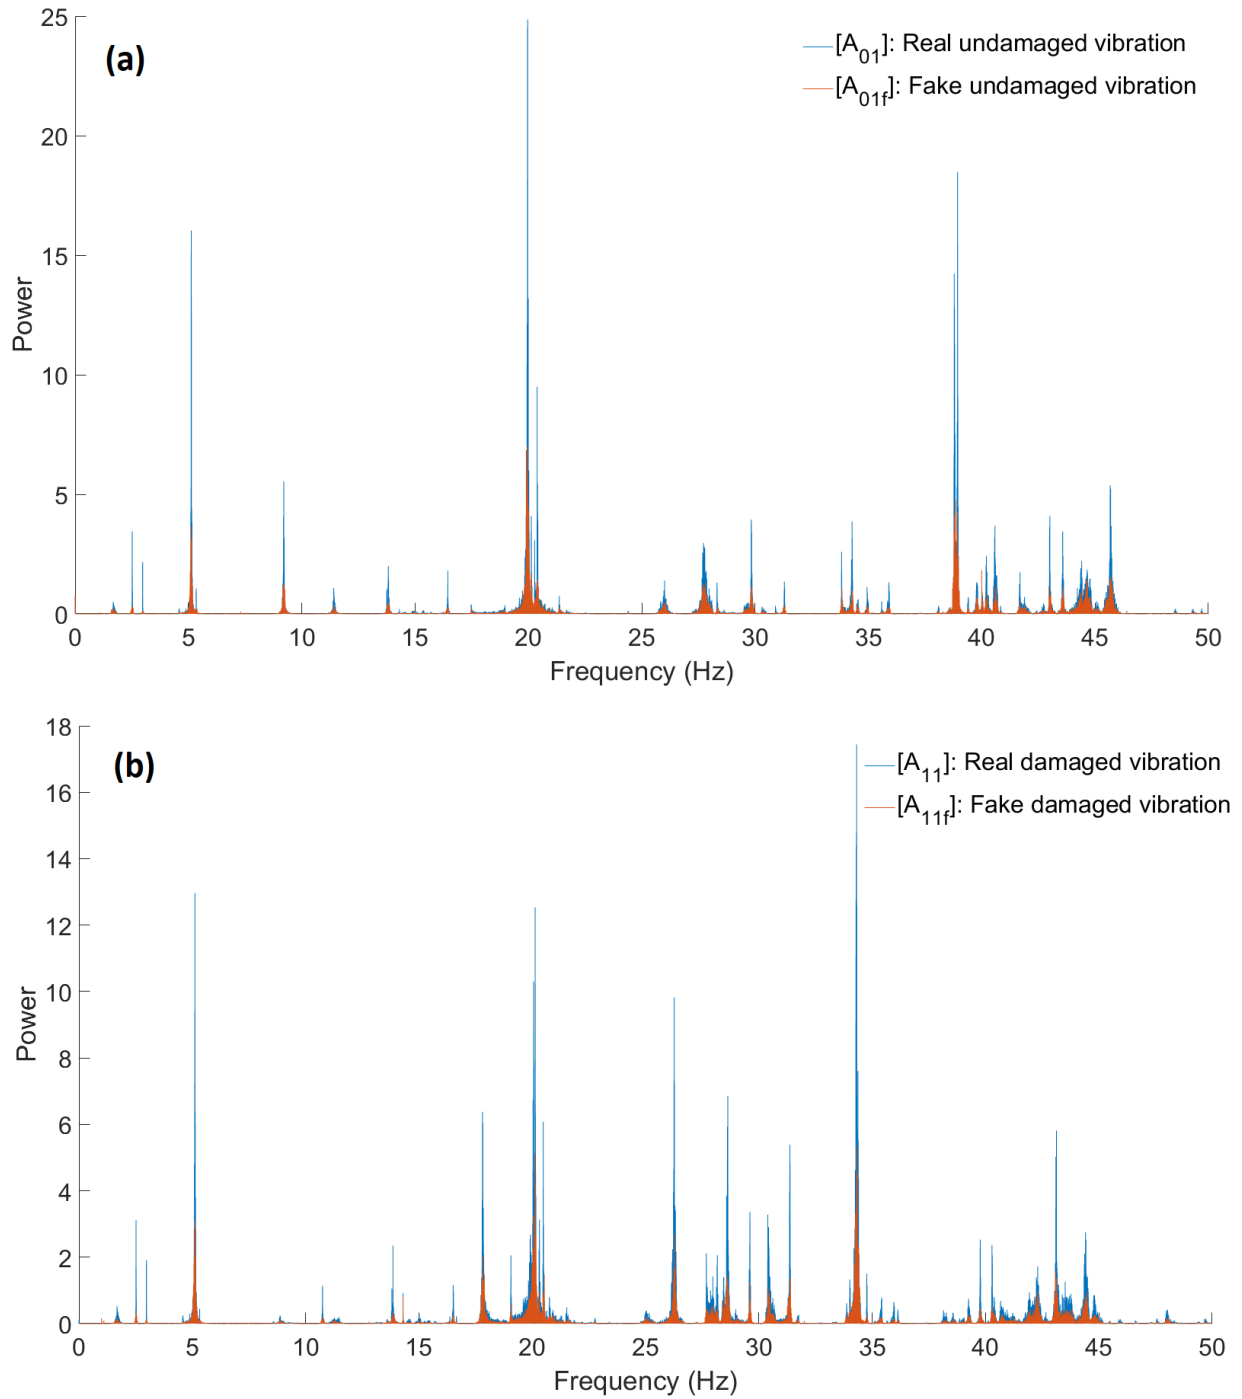 25
(a)
[A01]: Real undamaged vibration
[A01f]: Fake undamaged vibration
20
15
Power
10
5
0
0 5 10 15 20 25 30 35 40 45 50
Frequency (Hz)
18
(b)
[A11]: Real damaged vibration
[A11f]: Fake damaged vibration
16
14
12
10
Power
8
6
4
2
0
0 5 10 15 20 25 30 35 40 45 50
Frequency (Hz)